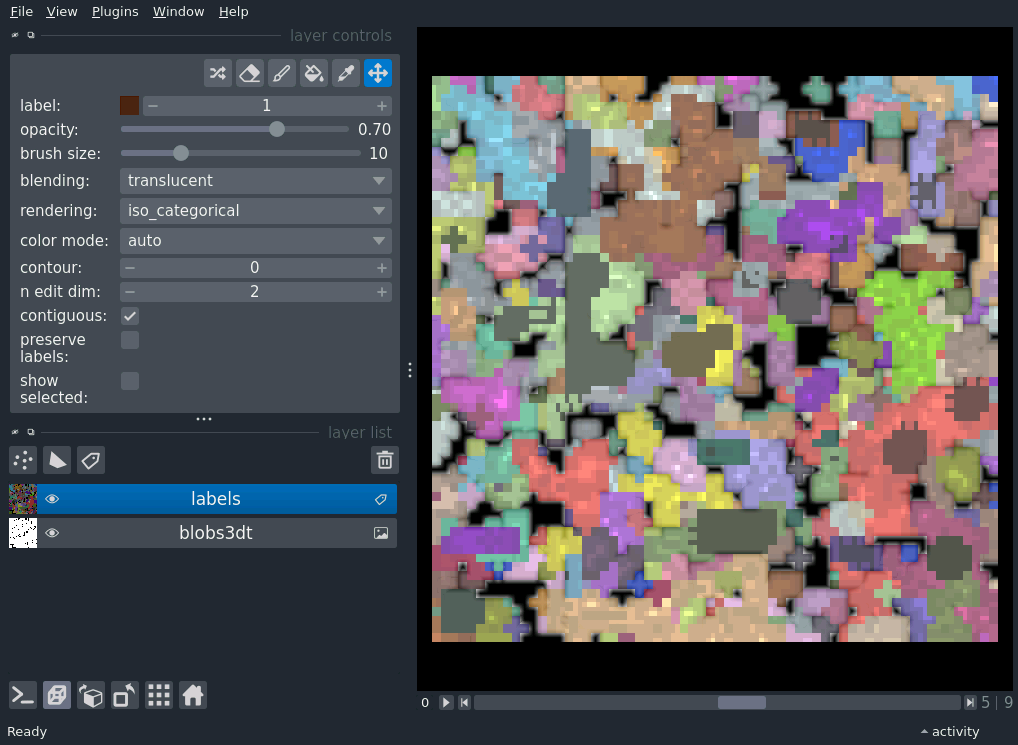 File View Plugins Window Help
layer controls
label: 1
opacity: 0.70
brush size: 10
blending: translucent
rendering: iso_categorical
color mode: auto
contour: 0
n edit dim: 2
contiguous:
preserve
labels:
show
selected:
layer list
labels
blobs3dt
0 5 | 9
Ready activity